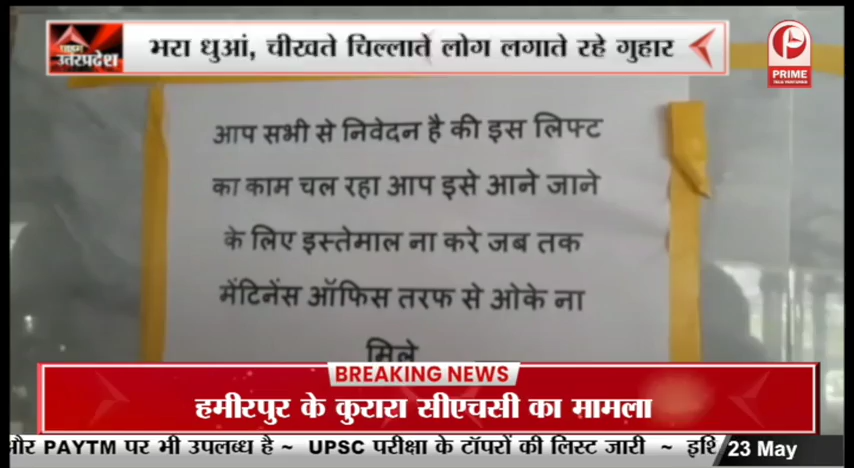 प्राइम
उत्तरप्रदेश
भरा धुआं, चीखते चिल्लाते लोग लगाते रहे गुहार
PRIME
आप सभी से निवेदन है की इस लिफ्ट
का काम चल रहा आप इसे आने जाने
के लिए इस्तेमाल ना करे जब तक
मेंटिनेंस ऑफिस तरफ से ओके ना
मिले
BREAKING NEWS
हमीरपुर के कुरारा सीएचसी का मामला
और PAYTM पर भी उपलब्ध है ~ UPSC परीक्षा के टॉपरों की लिस्ट जारी ~ 23 May